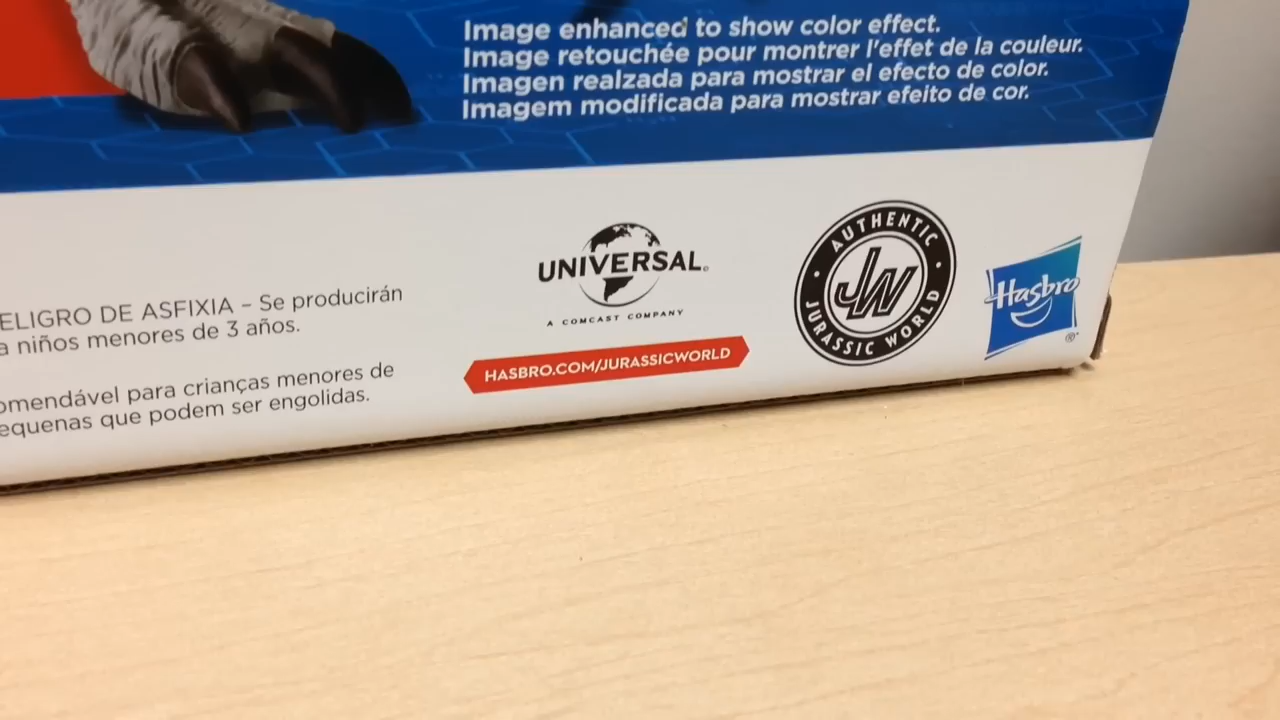 Image enhanced to show color effect.
Image retouchée pour montrer l'effet de la couleur.
Imagen realzada para mostrar el efecto de color.
Imagem modificada para mostrar efeito de cor.
ELIGRO DE ASFIXIA – Se producirán
a niños menores de 3 años.
omendável para crianças menores de
equenas que podem ser engolidas.
UNIVERSAL
A COMCAST COMPANY
HASBRO.COM/JURASSICWORLD
AUTHENTIC
JW
JURASSIC WORLD
Hasbro
®